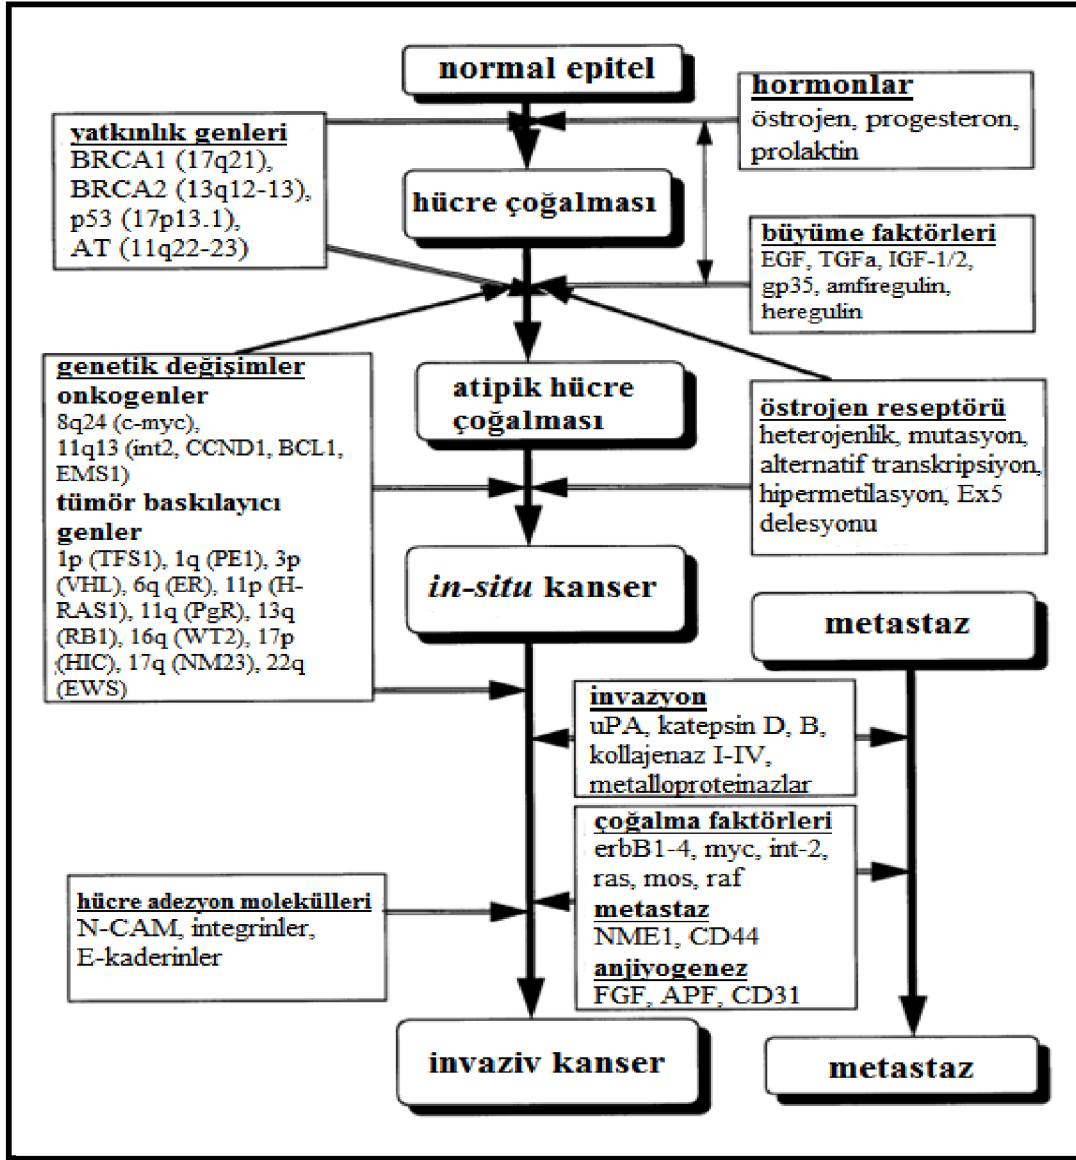 normal epitel
hormonlar
östrojen, progesteron,
prolaktin
yatkınlık genleri
BRCA1 (17q21),
BRCA2 (13q12-13),
p53 (17p13.1),
AT (11q22-23)
hücre çoğalması
büyüme faktörleri
EGF, TGFa, IGF-1/2,
gp35, amfiregulin,
heregulin
genetik değişimler
onkogenler
8q24 (c-myc),
11q13 (int2, CCND1, BCL1,
EMS1)
tümör baskılayıcı
genler
1p (TFS1), 1q (PE1), 3p
(VHL), 6q (ER), 11p (H-
RAS1), 11q (PgR), 13q
(RB1), 16q (WT2), 17p
(HIC), 17q (NM23), 22q
(EWS)
atipik hücre
çoğalması
östrojen reseptörü
heterojenlik, mutasyon,
alternatif transkripsiyon,
hipermetilasyon, Ex5
delesyonu
in-situ kanser
metastaz
invazyon
uPA, katepsin D, B,
kollajenaz I-IV,
metalloproteinazlar
çoğalma faktörleri
erbB1-4, myc, int-2,
ras, mos, raf
metastaz
NME1, CD44
anjiyogenez
FGF, APF, CD31
hücre adezyon molekülleri
N-CAM, integrinler,
E-kaderinler
invaziv kanser
metastaz